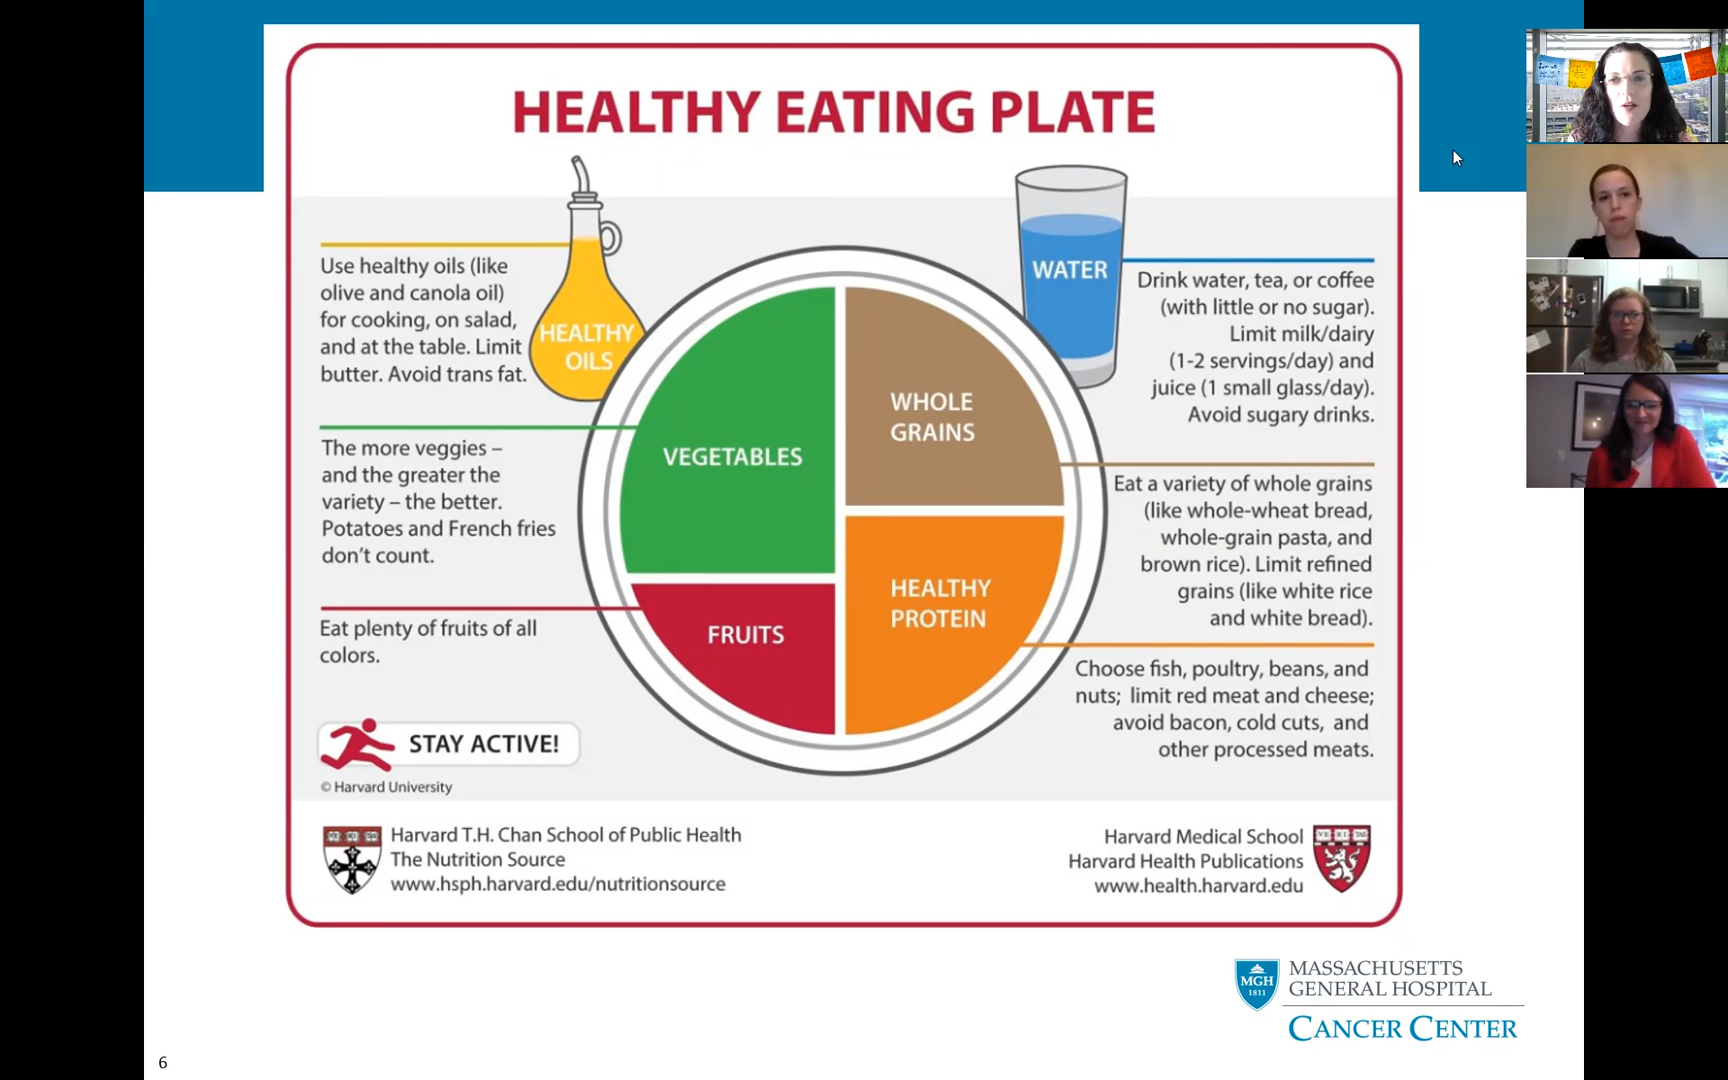 HEALTHY EATING PLATE
Use healthy oils (like
olive and canola oil)
for cooking, on salad,
and at the table. Limit
butter. Avoid trans fat.
HEALTHY
OILS
The more veggies –
and the greater the
variety – the better.
Potatoes and French fries
don't count.
Eat plenty of fruits of all
colors.
STAY ACTIVE!
© Harvard University
VEGETABLES
FRUITS
WHOLE
GRAINS
HEALTHY
PROTEIN
WATER
Drink water, tea, or coffee
(with little or no sugar).
Limit milk/dairy
(1-2 servings/day) and
juice (1 small glass/day).
Avoid sugary drinks.
Eat a variety of whole grains
(like whole-wheat bread,
whole-grain pasta, and
brown rice). Limit refined
grains (like white rice
and white bread).
Choose fish, poultry, beans, and
nuts; limit red meat and cheese;
avoid bacon, cold cuts, and
other processed meats.
Harvard T.H. Chan School of Public Health
The Nutrition Source
www.hsph.harvard.edu/nutritionsource
Harvard Medical School
Harvard Health Publications
www.health.harvard.edu
VE RI TAS
MGH
1811
MASSACHUSETTS
GENERAL HOSPITAL
CANCER CENTER
6